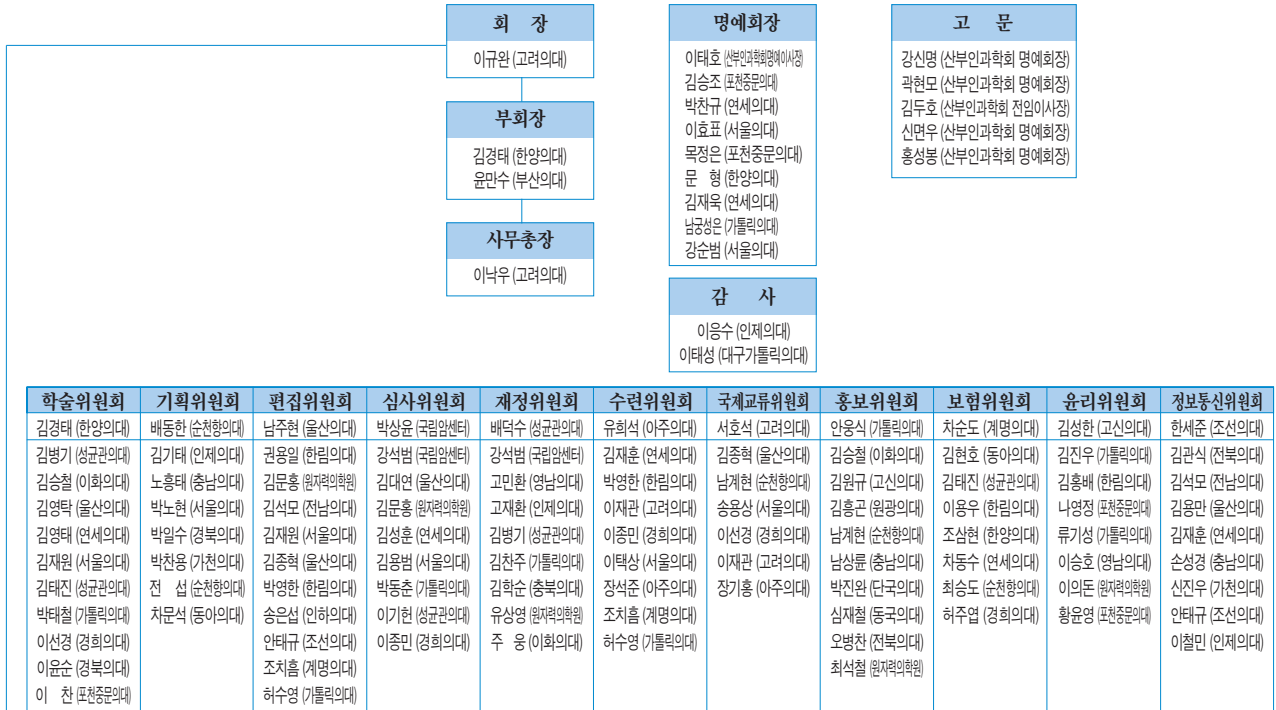 회 장
이규완 (고려의대)
부회장
김경태 (한양의대)
윤만수 (부산의대)
사무총장
이낙우 (고려의대)
명예회장
이태호 (산부인과학회명예이사장)
김승조 (포천중문의대)
박찬규 (연세의대)
이효표 (서울의대)
목정은 (포천중문의대)
문 형 (한양의대)
김재욱 (연세의대)
남궁성은 (가톨릭의대)
강순범 (서울의대)
고 문
강신명 (산부인과학회 명예회장)
곽현모 (산부인과학회 명예회장)
김두호 (산부인과학회 전임이사장)
신면우 (산부인과학회 명예회장)
홍성봉 (산부인과학회 명예회장)
감 사
이응수 (인제의대)
이태성 (대구가톨릭의대)
학술위원회
김경태 (한양의대)
김병기 (성균관의대)
김승철 (이화의대)
김영탁 (울산의대)
김영태 (연세의대)
김재원 (서울의대)
김태진 (성균관의대)
박태철 (가톨릭의대)
이선경 (경희의대)
이윤순 (경북의대)
이 찬 (포천중문의대)
기획위원회
배동한 (순천향의대)
김기태 (인제의대)
노흥태 (충남의대)
박노현 (서울의대)
박일수 (경북의대)
박찬용 (가천의대)
전 섭 (순천향의대)
차문석 (동아의대)
편집위원회
남주현 (울산의대)
권용일 (한림의대)
김문홍 (원자력의학원)
김석모 (전남의대)
김재원 (서울의대)
김종혁 (울산의대)
박영한 (한림의대)
송은섭 (인하의대)
안태규 (조선의대)
조치흠 (계명의대)
허수영 (가톨릭의대)
심사위원회
박상윤 (국립암센터)
강석범 (국립암센터)
김대연 (울산의대)
김문홍 (원자력의학원)
김성훈 (연세의대)
김용범 (서울의대)
박동춘 (가톨릭의대)
이기헌 (성균관의대)
이종민 (경희의대)
재정위원회
배덕수 (성균관의대)
강석범 (국립암센터)
고민환 (영남의대)
고재환 (인제의대)
김병기 (성균관의대)
김찬주 (가톨릭의대)
김학순 (충북의대)
유상영 (원자력의학원)
주 웅 (이화의대)
수련위원회
유희석 (아주의대)
김재훈 (연세의대)
박영한 (한림의대)
이재관 (고려의대)
이종민 (경희의대)
이택상 (서울의대)
장석준 (아주의대)
조치흠 (계명의대)
허수영 (가톨릭의대)
국제교류위원회
서호석 (고려의대)
김종혁 (울산의대)
남계현 (순천향의대)
송용상 (서울의대)
이선경 (경희의대)
이재관 (고려의대)
장기홍 (아주의대)
홍보위원회
안웅식 (가톨릭의대)
김승철 (이화의대)
김원규 (고신의대)
김흥곤 (원광의대)
남계현 (순천향의대)
남상륜 (충남의대)
박진완 (단국의대)
심재철 (동국의대)
오병찬 (전북의대)
최석철 (원자력의학원)
보험위원회
차순도 (계명의대)
김현호 (동아의대)
김태진 (성균관의대)
이용우 (한림의대)
조삼현 (한양의대)
차동수 (연세의대)
최승도 (순천향의대)
허주엽 (경희의대)
윤리위원회
김성한 (고신의대)
김진우 (가톨릭의대)
김홍배 (한림의대)
나영정 (포천중문의대)
류기성 (가톨릭의대)
이승호 (영남의대)
이의돈 (원자력의학원)
황윤영 (포천중문의대)
정보통신위원회
한세준 (조선의대)
김관식 (전북의대)
김석모 (전남의대)
김용만 (울산의대)
김재훈 (연세의대)
손성경 (충남의대)
신진우 (가천의대)
안태규 (조선의대)
이철민 (인제의대)